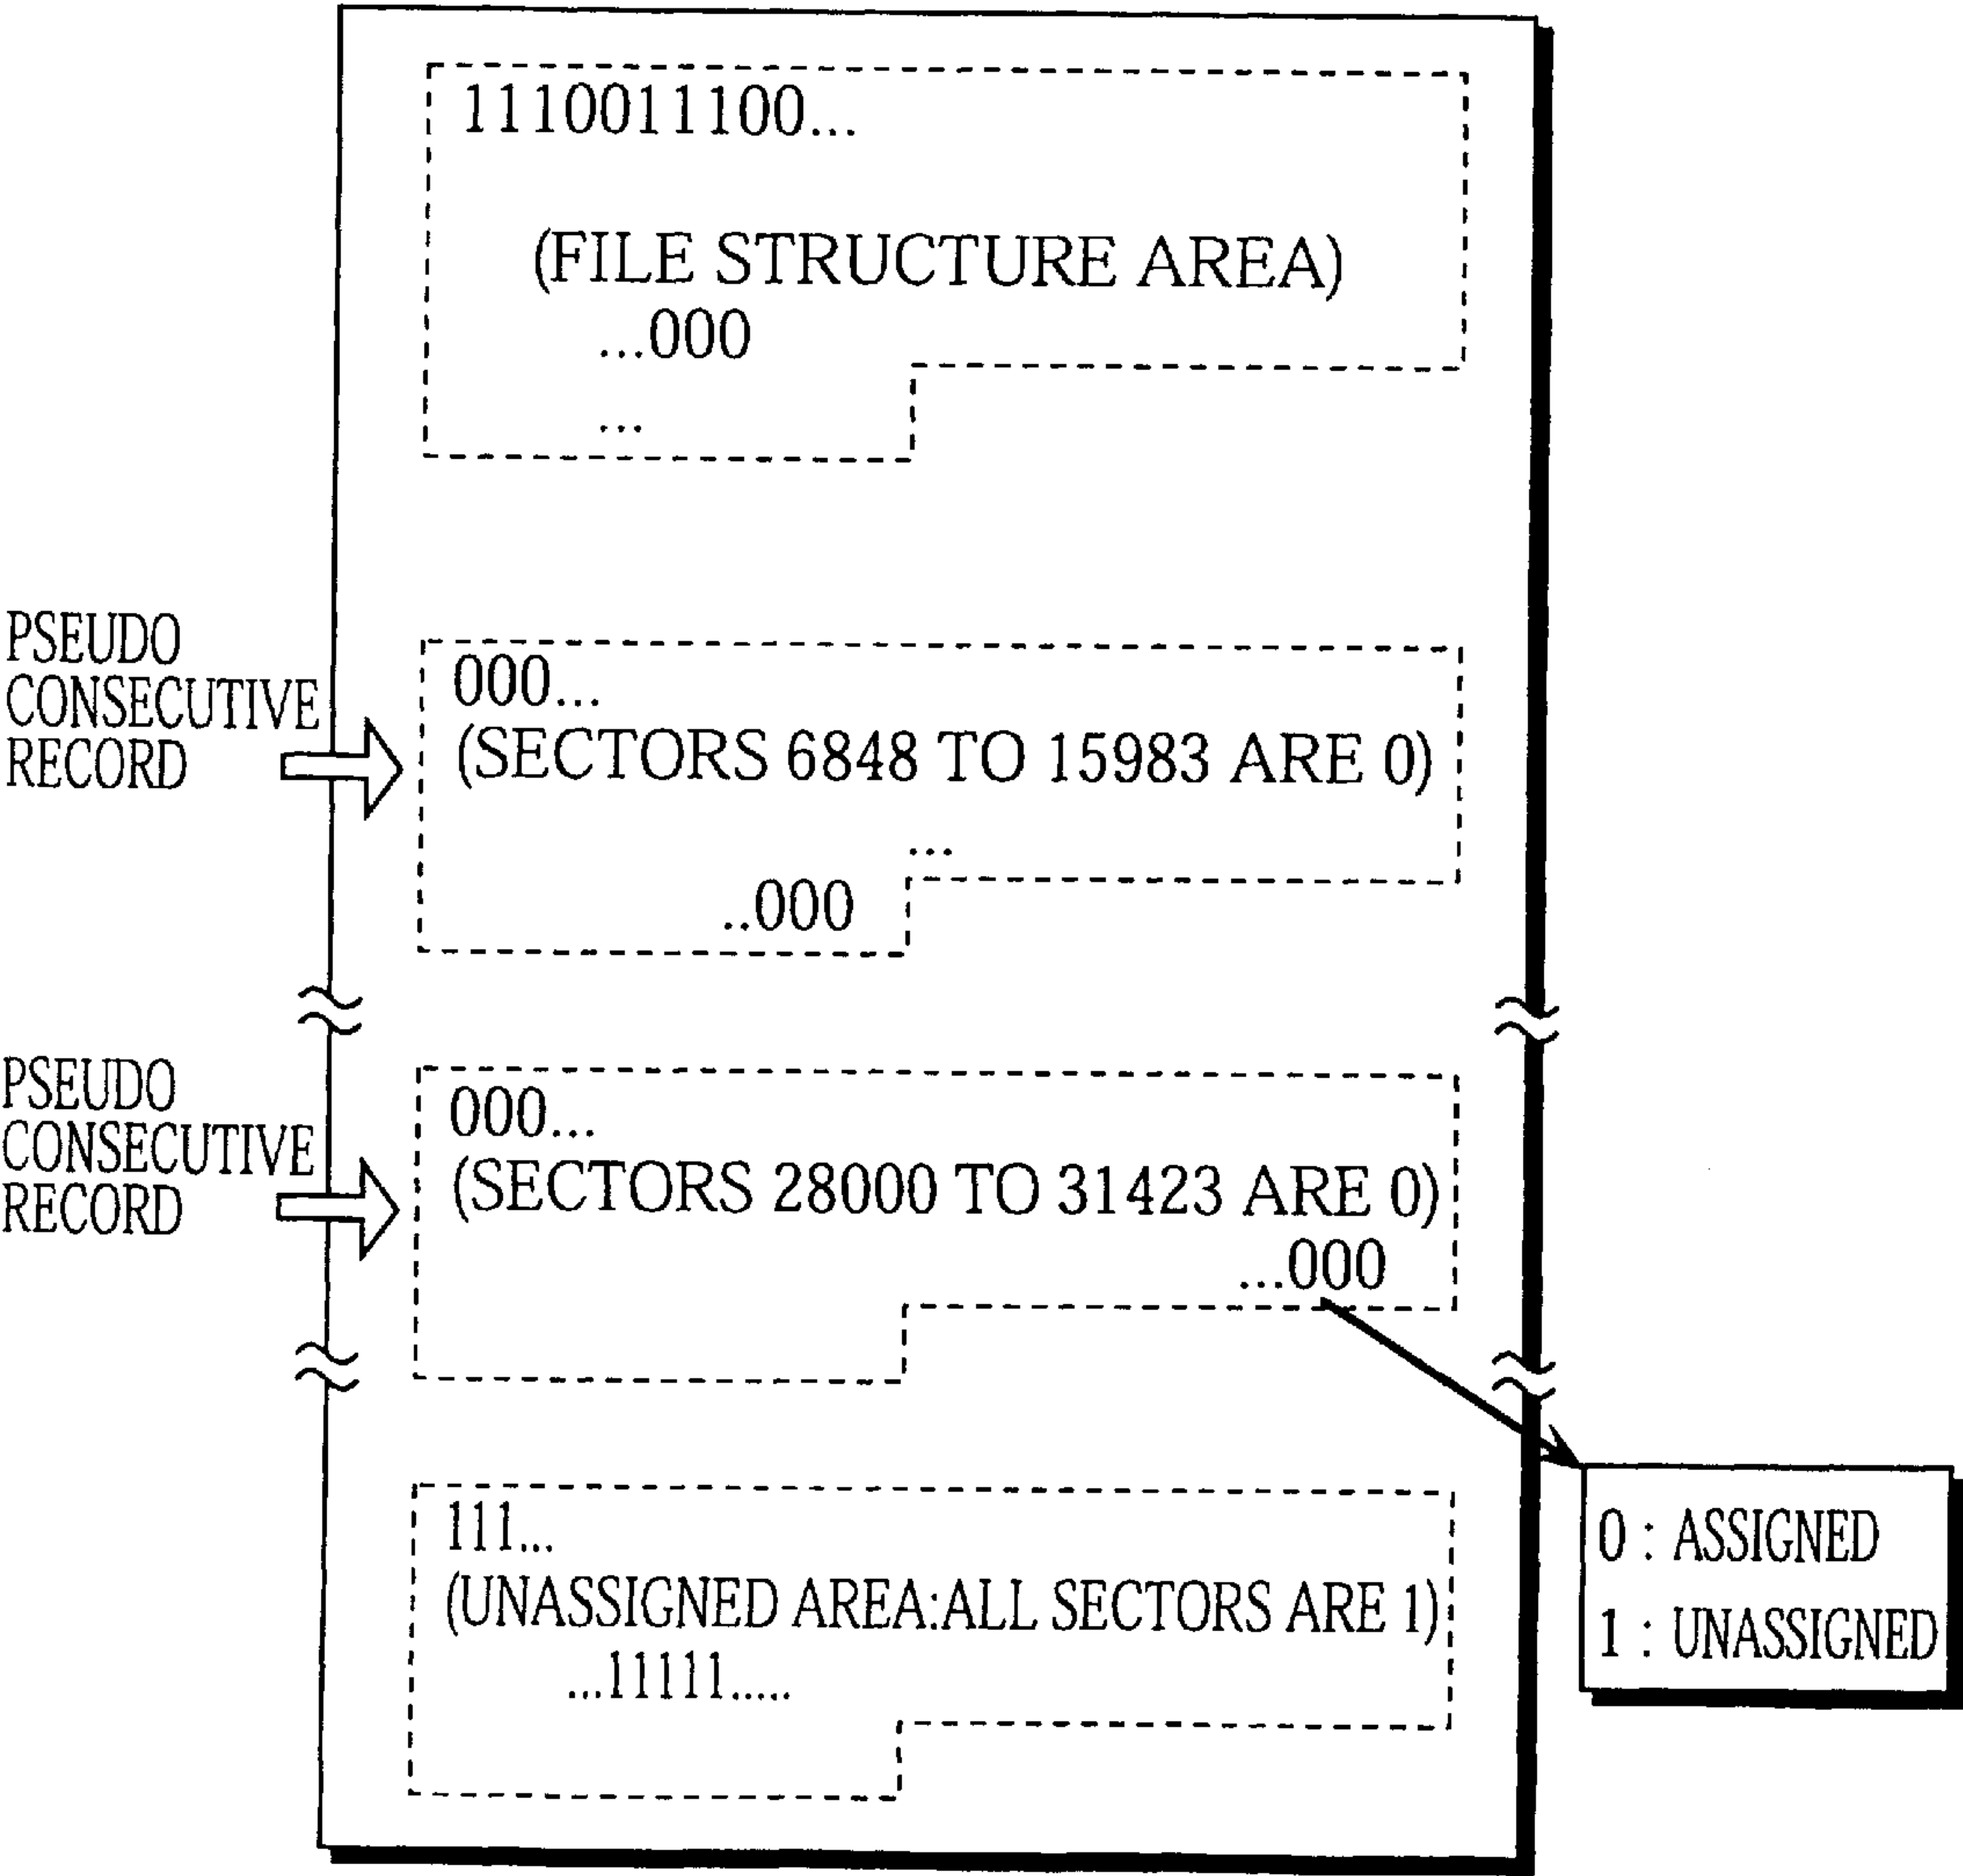 1110011100...
(FILE STRUCTURE AREA)
...000
...
PSEUDO
CONSECUTIVE
RECORD
000...
(SECTORS 6848 TO 15983 ARE 0)
...
..000
PSEUDO
CONSECUTIVE
RECORD
000...
(SECTORS 28000 TO 31423 ARE 0)
...000
111...
(UNASSIGNED AREA:ALL SECTORS ARE 1)
...11111.....
0 : ASSIGNED
1 : UNASSIGNED